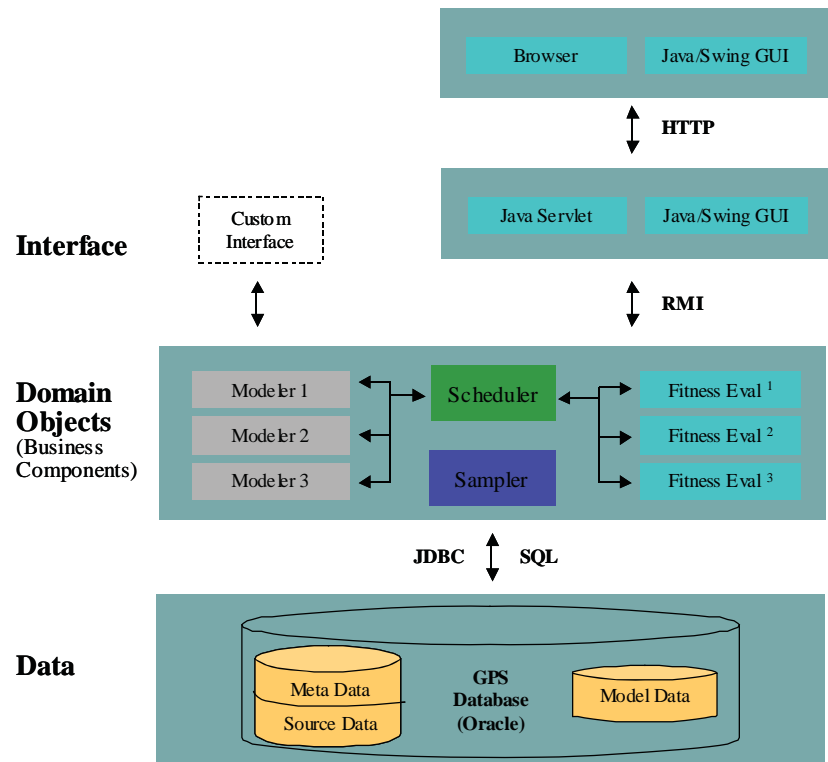 Browser
Java/Swing GUI
HTTP
Java Servlet
Java/Swing GUI
Custom
Interface
Interface
RMI
Domain
Objects
(Business
Components)
Modeler 1
Modeler 2
Modeler 3
Scheduler
Sampler
Fitness Eval 1
Fitness Eval 2
Fitness Eval 3
JDBC
SQL
Data
Meta Data
Source Data
GPS
Database
(Oracle)
Model Data